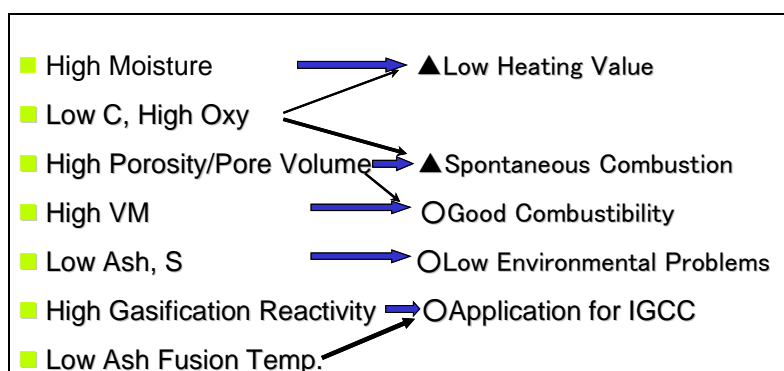 High Moisture ▲Low Heating Value
Low C, High Oxy
High Porosity/Pore Volume ▲Spontaneous Combustion
High VM ○Good Combustibility
Low Ash, S ○Low Environmental Problems
High Gasification Reactivity ○Application for IGCC
Low Ash Fusion Temp.